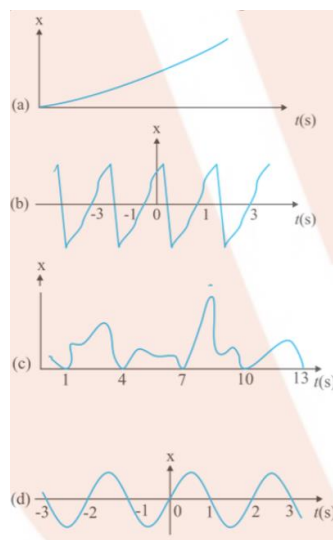 x
(a)
t(s)
x
(b)
-3 -1 0 1 3 t(s)
x
(c)
1 4 7 10 13 t(s)
x
(d)
-3 -2 -1 0 1 2 3 t(s)